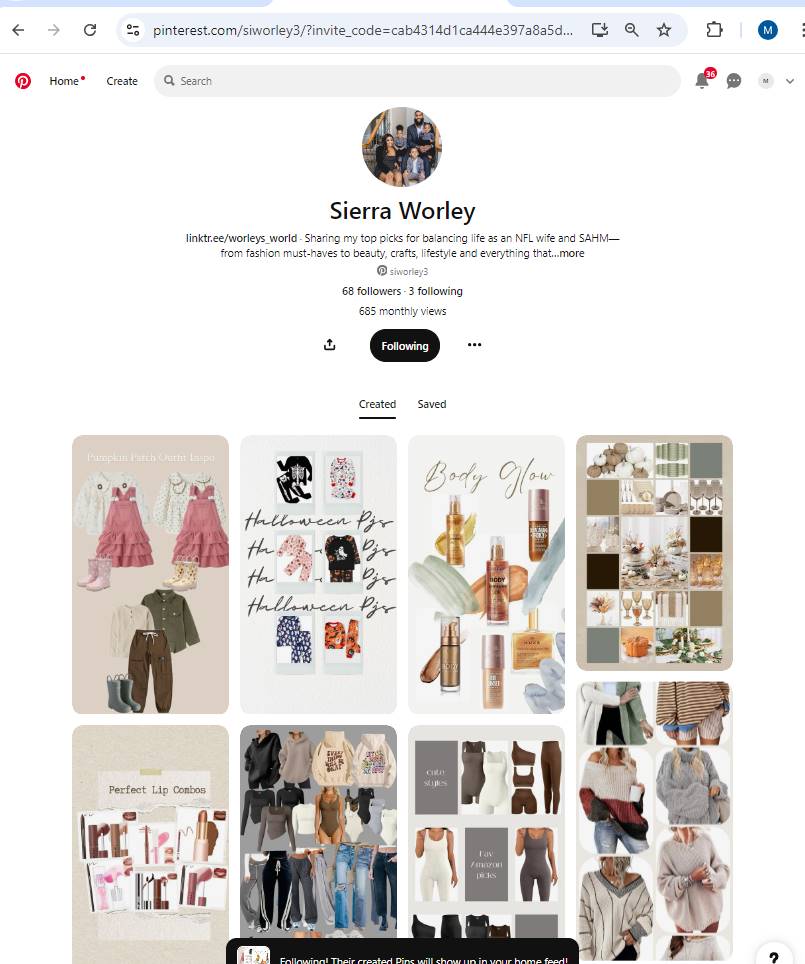 pinterest.com/siworley3/?invite_code=cab4314d1ca444e397a8a5d...
M
Home
Create
Search
36
M
Sierra Worley
linktr.ee/worleys_world · Sharing my top picks for balancing life as an NFL wife and SAHM—
from fashion must-haves to beauty, crafts, lifestyle and everything that...more
siworley3
68 followers · 3 following
685 monthly views
Following
Created
Saved
Pumpkin Patch Outfit Inspo
Halloween Pjs
Halloween Pjs
Body Glow
BODY
BODY
Perfect Lip Combos
cute
styles
fav
Amazon
picks
Following! Their created Pins will show up in your home feed!
?